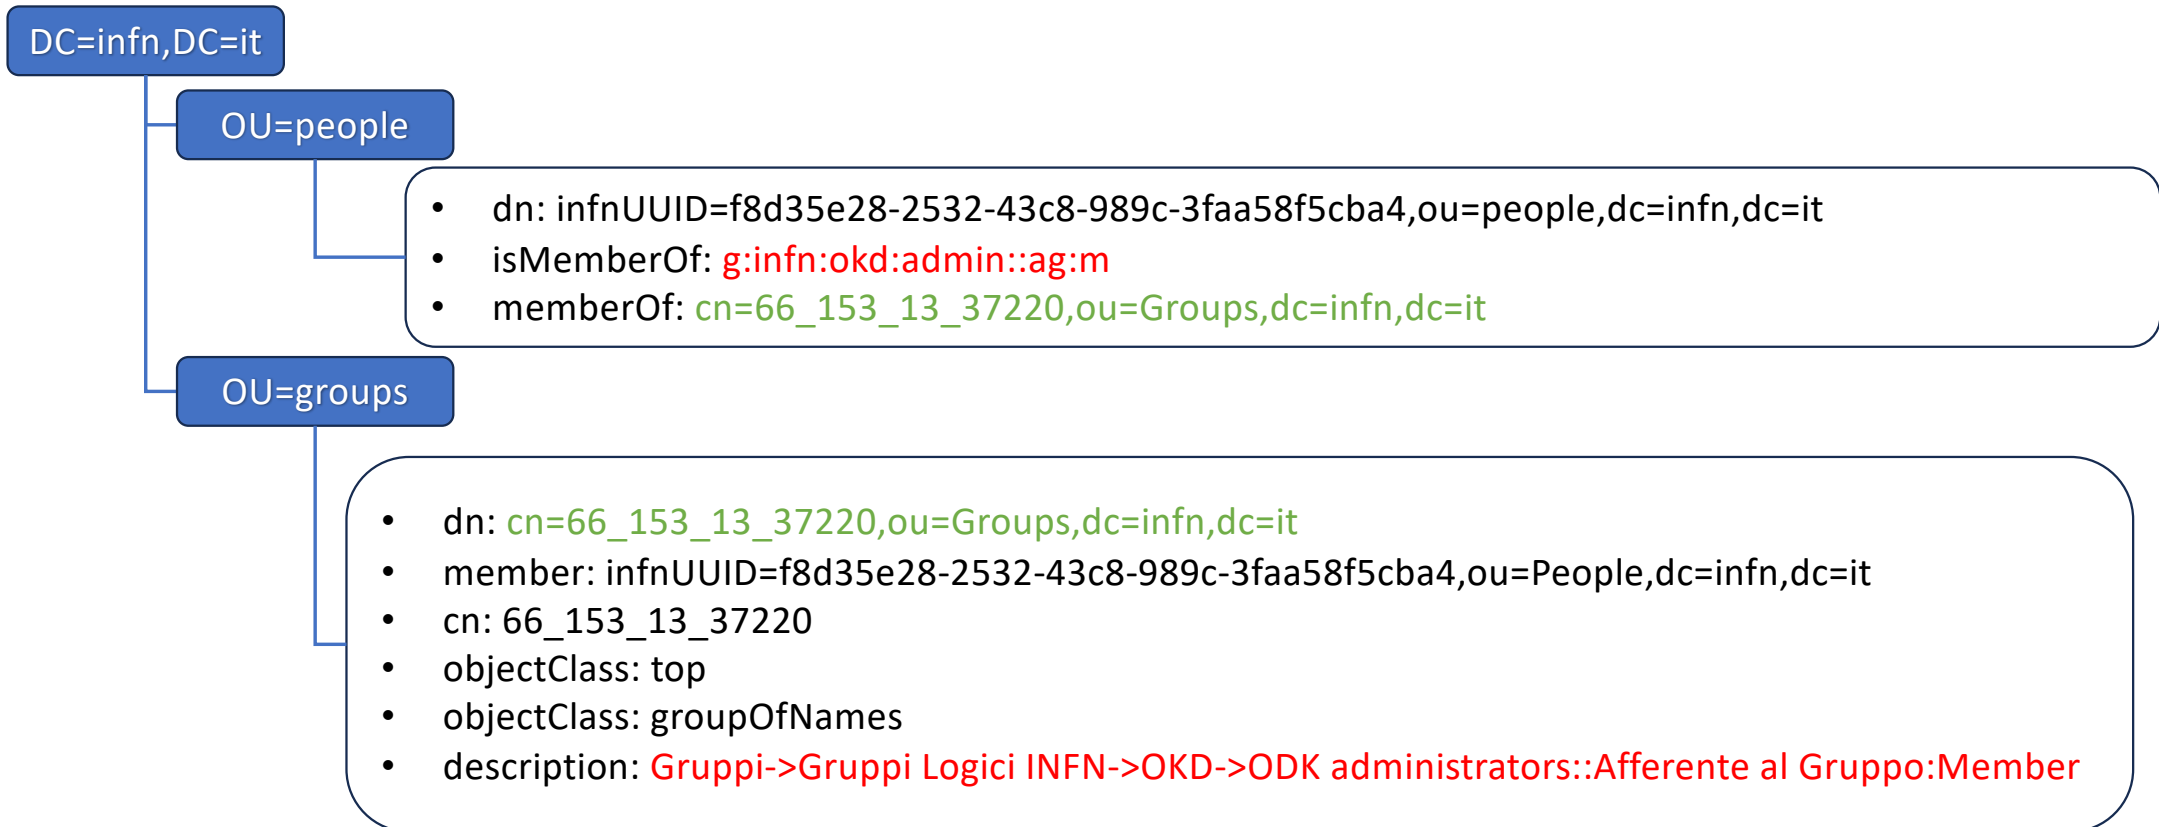 DC=infn,DC=it
OU=people
• dn: infnUUID=f8d35e28-2532-43c8-989c-3faa58f5cba4,ou=people,dc=infn,dc=it
• isMemberOf: g:infn:okd:admin::ag:m
• memberOf: cn=66_153_13_37220,ou=Groups,dc=infn,dc=it
OU=groups
• dn: cn=66_153_13_37220,ou=Groups,dc=infn,dc=it
• member: infnUUID=f8d35e28-2532-43c8-989c-3faa58f5cba4,ou=People,dc=infn,dc=it
• cn: 66_153_13_37220
• objectClass: top
• objectClass: groupOfNames
• description: Gruppi->Gruppi Logici INFN->OKD->ODK administrators::Afferente al Gruppo:Member